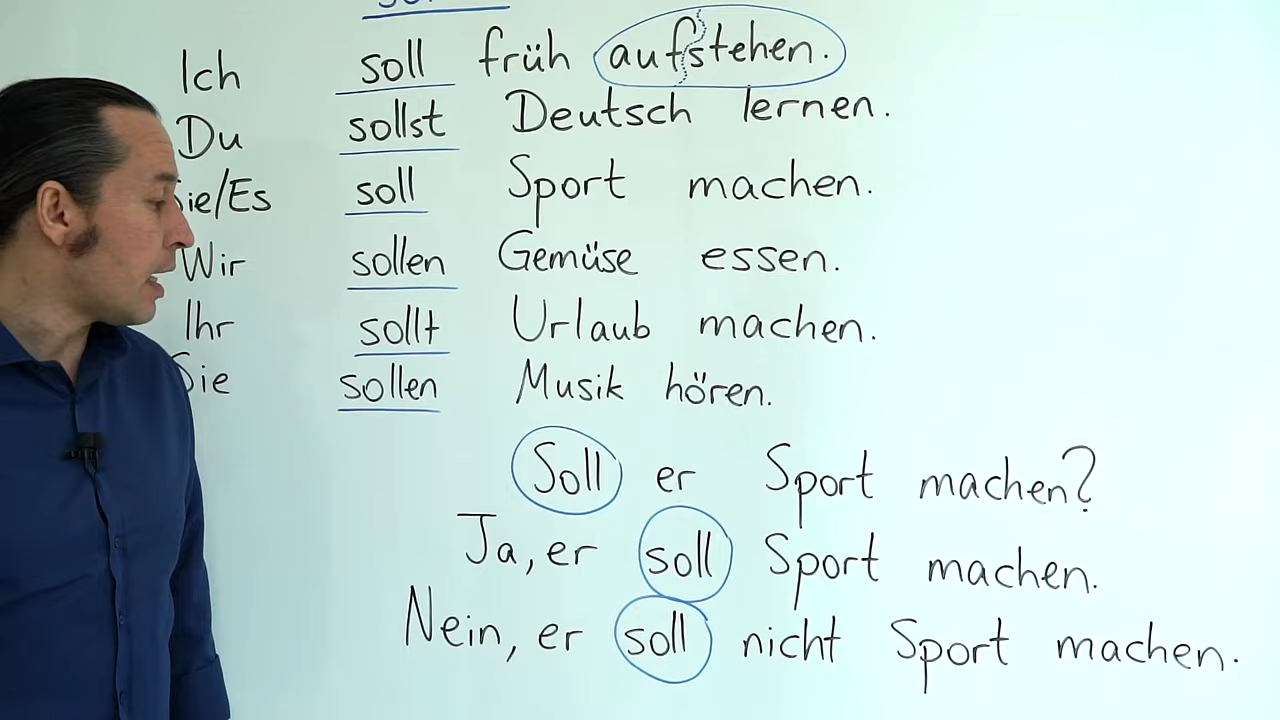 Ich soll früh aufstehen.
Du sollst Deutsch lernen.
Sie/Es soll Sport machen.
Wir sollen Gemüse essen.
Ihr sollt Urlaub machen.
Sie sollen Musik hören.
Soll er Sport machen?
Ja, er soll Sport machen.
Nein, er soll nicht Sport machen.